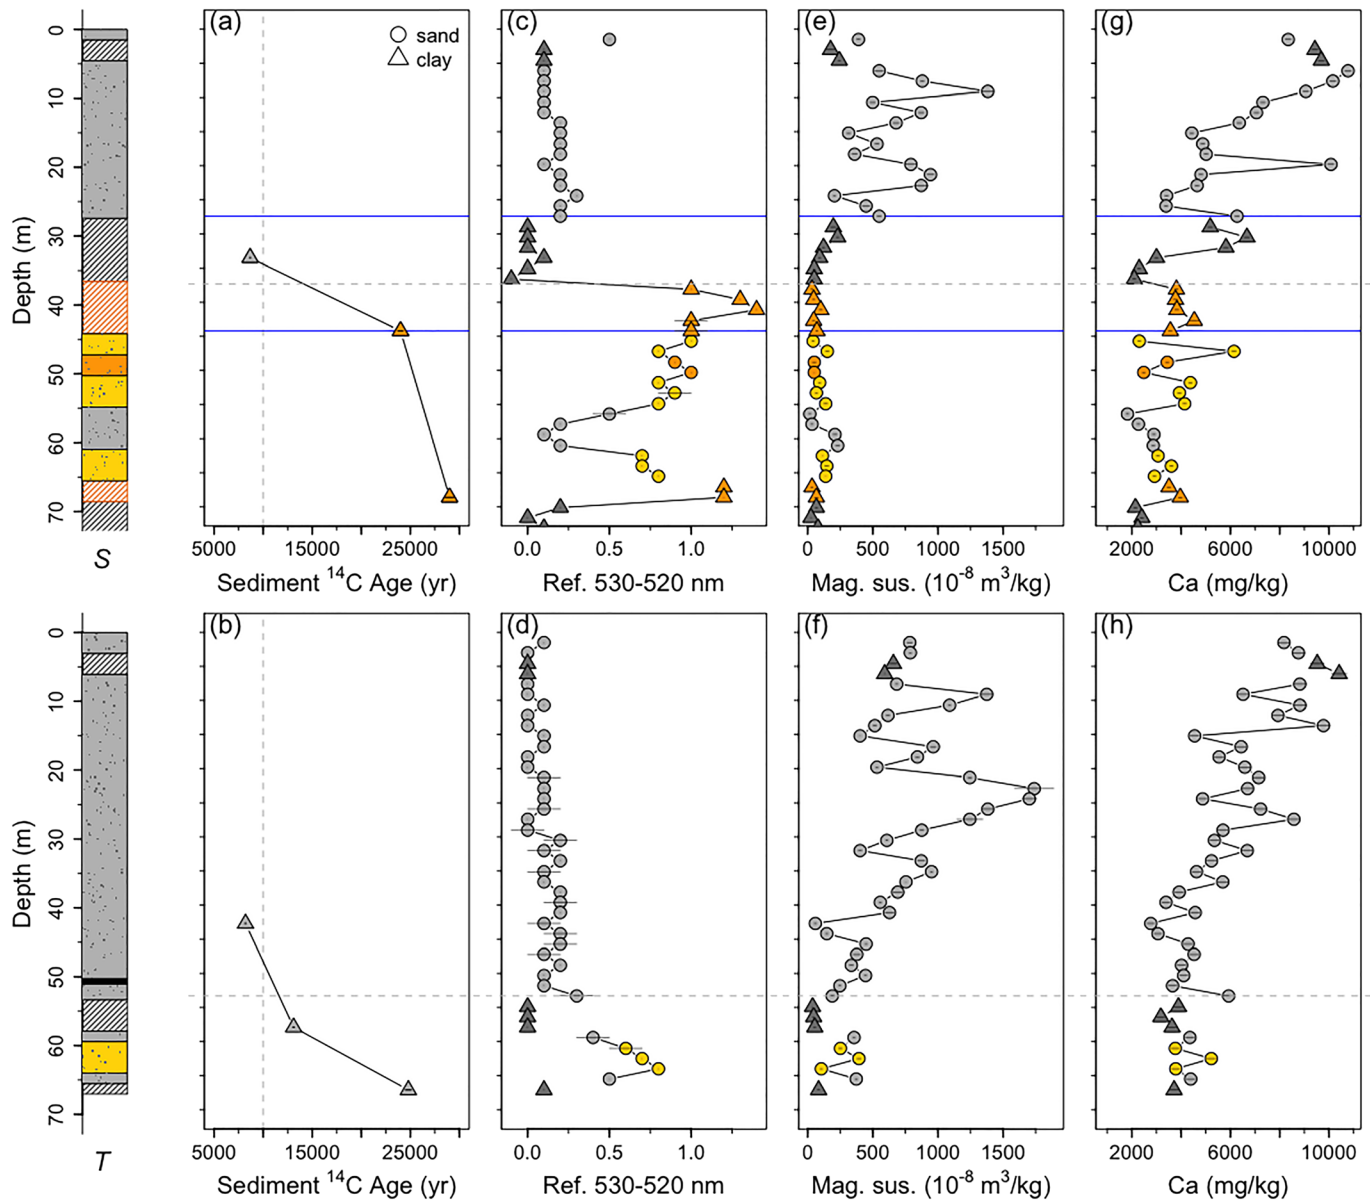 (a)
(c)
(e)
(g)
sand
clay
0
10
20
30
40
50
60
70
Depth (m)
S
5000 15000 25000
Sediment ¹⁴C Age (yr)
0.0 0.5 1.0
Ref. 530-520 nm
0 500 1000 1500
Mag. sus. (10⁻⁸ m³/kg)
2000 6000 10000
Ca (mg/kg)
(b)
(d)
(f)
(h)
0
10
20
30
40
50
60
70
Depth (m)
T
5000 15000 25000
Sediment ¹⁴C Age (yr)
0.0 0.5 1.0
Ref. 530-520 nm
0 500 1000 1500
Mag. sus. (10⁻⁸ m³/kg)
2000 6000 10000
Ca (mg/kg)